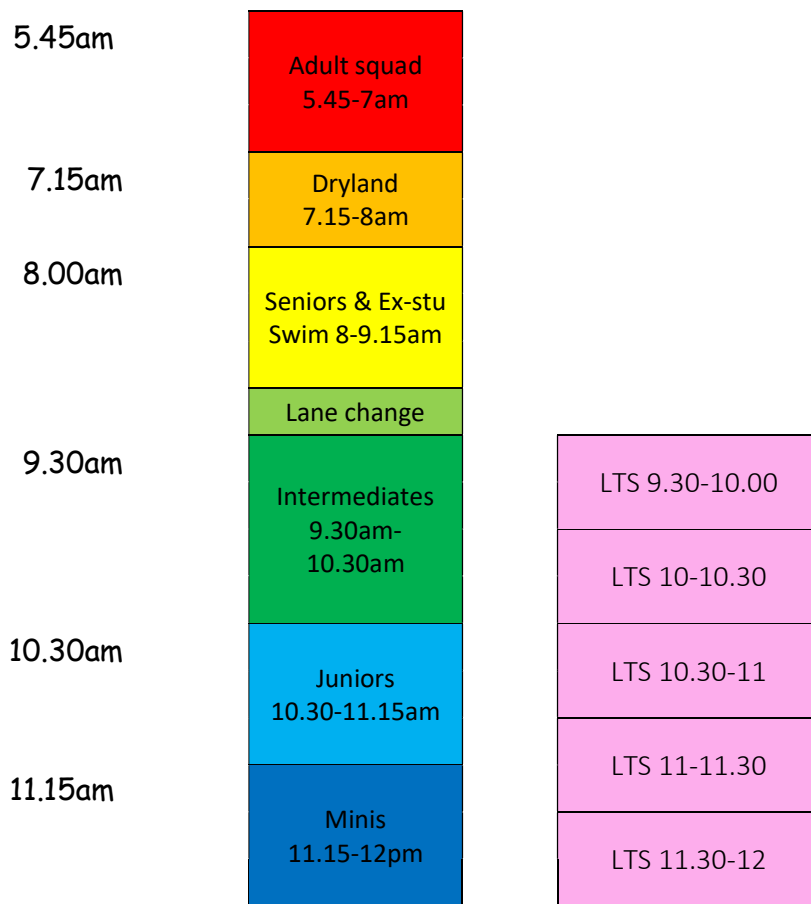 5.45am
Adult squad
5.45-7am
7.15am
Dryland
7.15-8am
8.00am
Seniors & Ex-stu
Swim 8-9.15am
Lane change
9.30am
Intermediates
9.30am-
10.30am
LTS 9.30-10.00
LTS 10-10.30
10.30am
Juniors
10.30-11.15am
LTS 10.30-11
LTS 11-11.30
11.15am
Minis
11.15-12pm
LTS 11.30-12